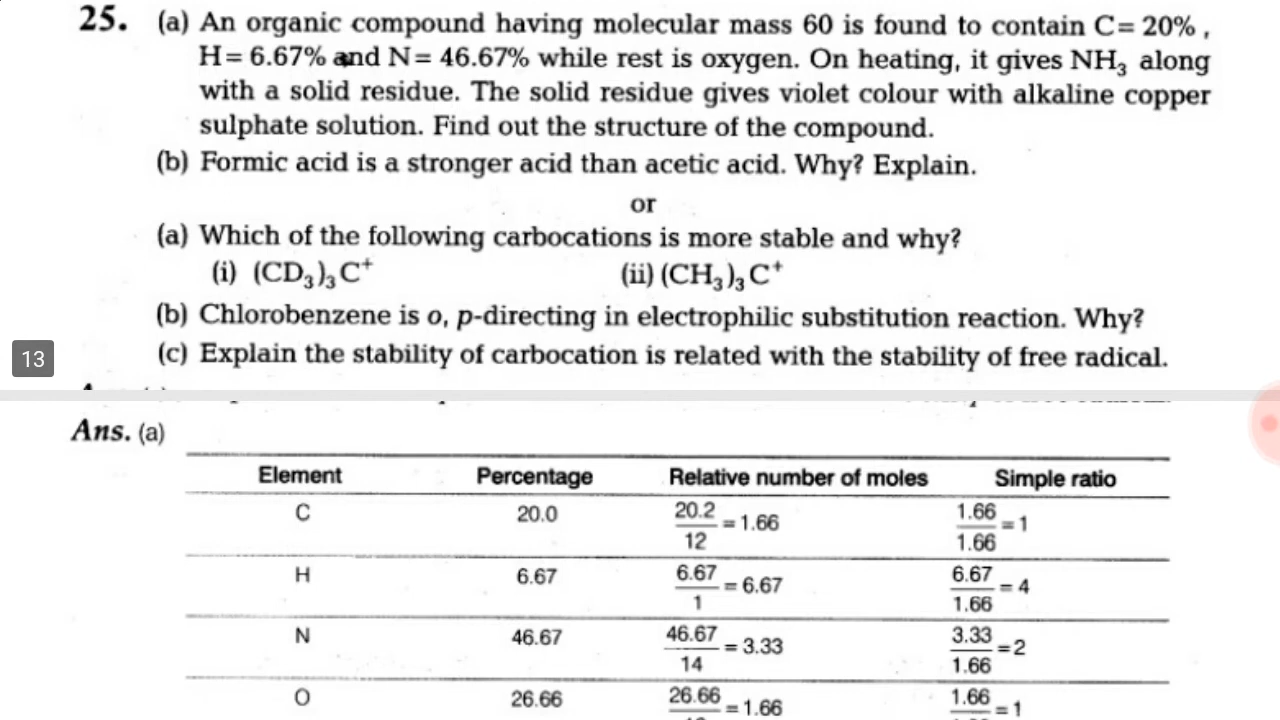 25. (a) An organic compound having molecular mass 60 is found to contain C= 20% ,
H= 6.67% and N= 46.67% while rest is oxygen. On heating, it gives NH₃ along
with a solid residue. The solid residue gives violet colour with alkaline copper
sulphate solution. Find out the structure of the compound.
(b) Formic acid is a stronger acid than acetic acid. Why? Explain.
or
(a) Which of the following carbocations is more stable and why?
(i) (CD₃)₃C⁺ (ii) (CH₃)₃C⁺
(b) Chlorobenzene is o, p-directing in electrophilic substitution reaction. Why?
13
(c) Explain the stability of carbocation is related with the stability of free radical.
Ans. (a)
Element Percentage Relative number of moles Simple ratio
C 20.0 20.2/12 = 1.66 1.66/1.66 = 1
H 6.67 6.67/1 = 6.67 6.67/1.66 = 4
N 46.67 46.67/14 = 3.33 3.33/1.66 = 2
O 26.66 26.66 = 1.66 1.66 = 1